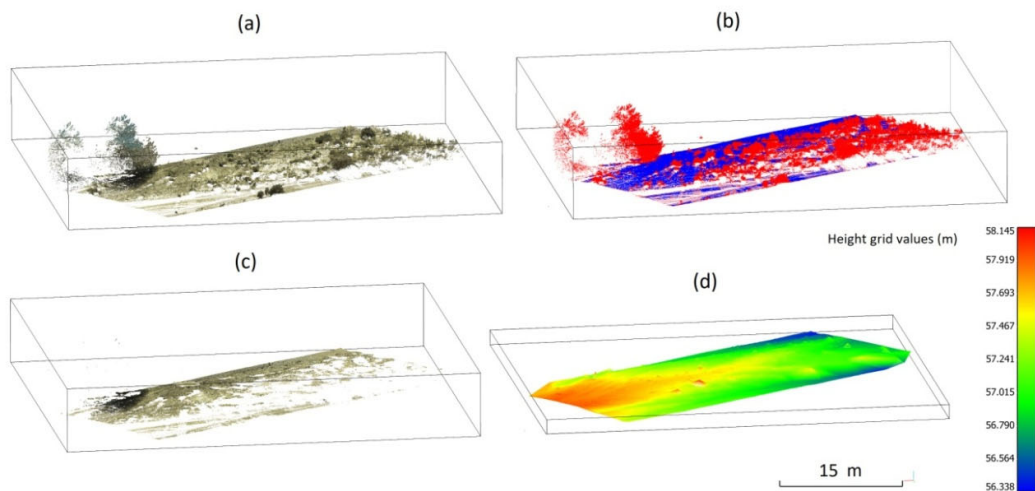 (a)
(b)
Height grid values (m)
58.145
57.919
57.693
57.467
57.241
57.015
56.790
56.564
56.338
(c)
(d)
15 m